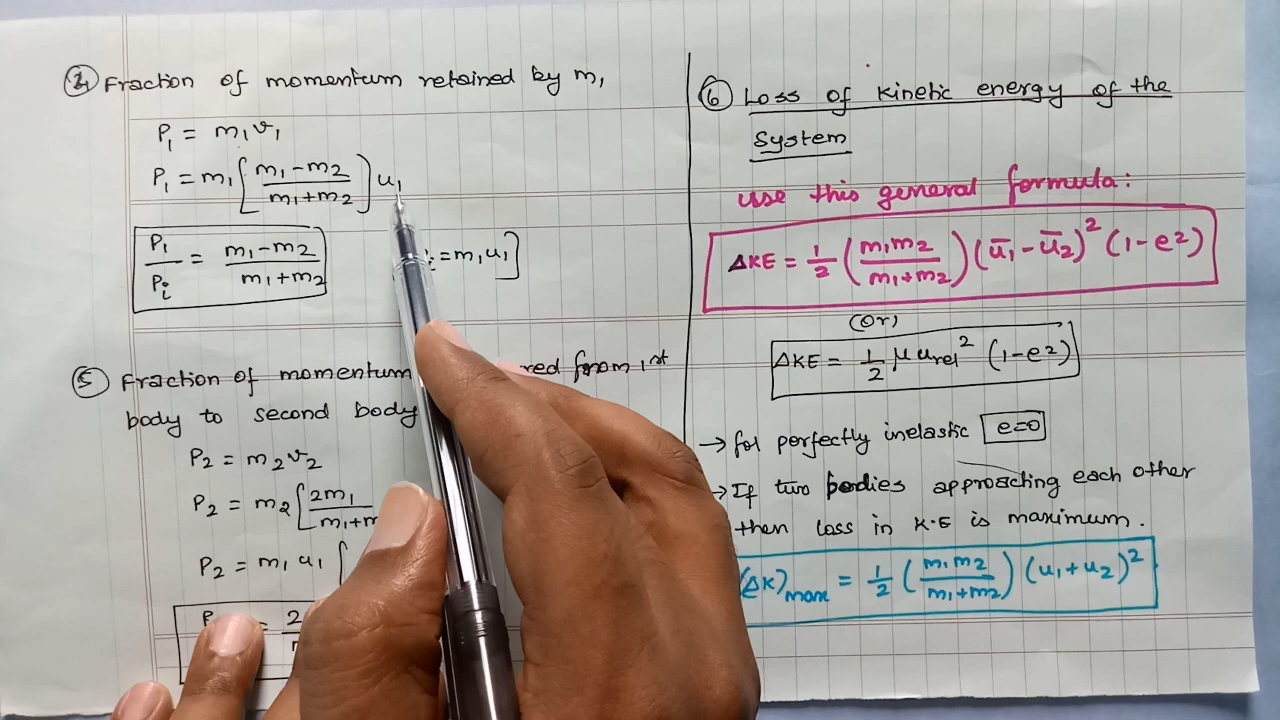 ④ Fraction of momentum retained by m₁
P₁ = m₁v₁
P₁ = m₁[(m₁-m₂)/(m₁+m₂)]u₁
P₁/Pᵢ = (m₁-m₂)/(m₁+m₂)
= m₁u₁]
⑤ Fraction of momentum from 1st
body to second body
P₂ = m₂v₂
P₂ = m₂[2m₁/
P₂ = m₁u₁[
= 2
⑥ Loss of kinetic energy of the
System
use this general formula:
ΔKE = 1/2 (m₁m₂/(m₁+m₂)) (ū₁-ū₂)² (1-e²)
(Or)
ΔKE = 1/2 μ u_rel² (1-e²)
→ for perfectly inelastic e=0
→ If two bodies approaching each other
then loss in K.E is maximum.
(ΔK)max = 1/2 (m₁m₂/(m₁+m₂)) (u₁+u₂)²